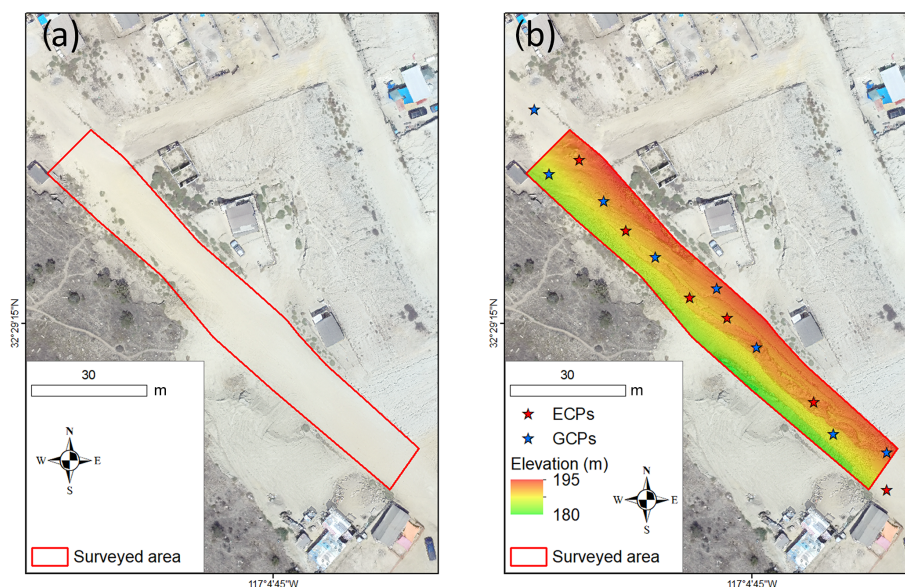 (a)
(b)
32°29'15"N
30
m
N
W
E
S
Surveyed area
117°4'45"W
32°29'15"N
30
m
ECPs
GCPs
Elevation (m)
195
180
N
W
E
S
Surveyed area
117°4'45"W